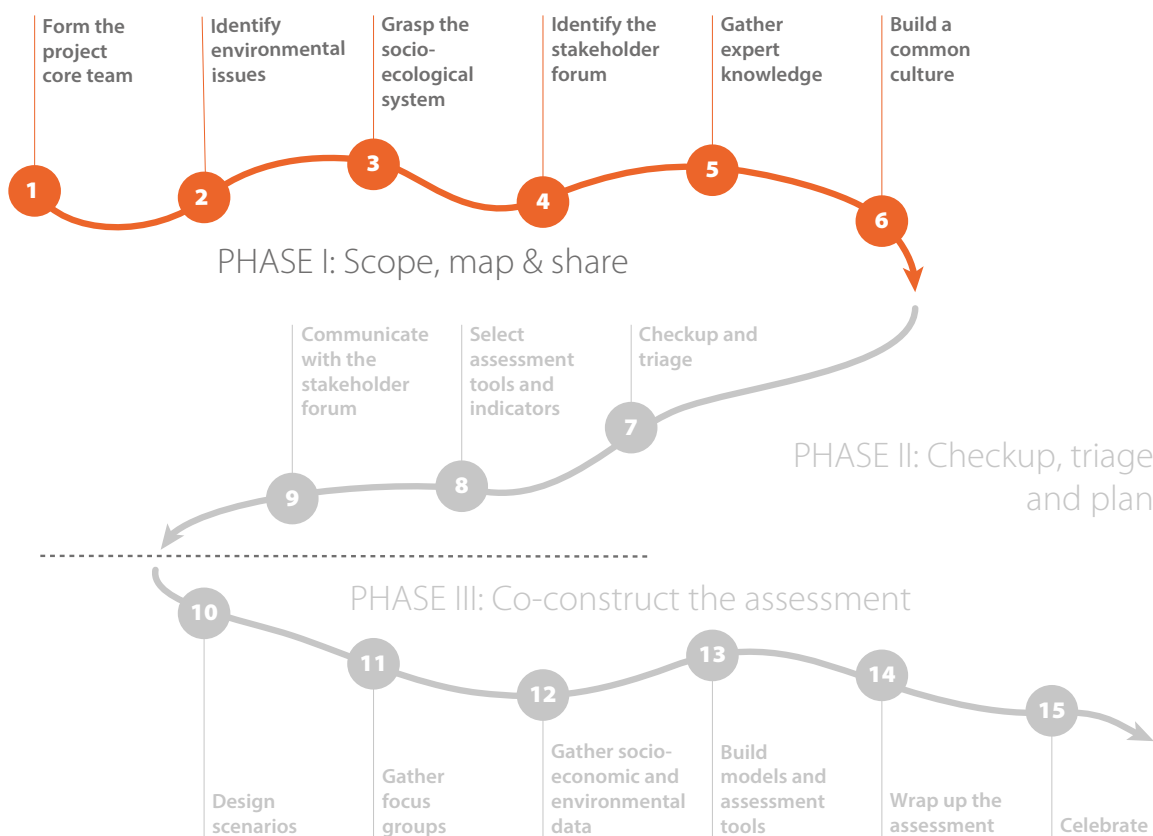 Form the
project
core team
Identify
environmental
issues
Grasp the
socio-
ecological
system
Identify the
stakeholder
forum
Gather
expert
knowledge
Build a
common
culture
1
2
3
4
5
6
PHASE I: Scope, map & share
Communicate
with the
stakeholder
forum
Select
assessment
tools and
indicators
Checkup and
triage
7
8
9
PHASE II: Checkup, triage
and plan
PHASE III: Co-construct the assessment
10
11
12
13
14
15
Design
scenarios
Gather
focus
groups
Gather socio-
economic and
environmental
data
Build
models and
assessment
tools
Wrap up the
assessment
Celebrate